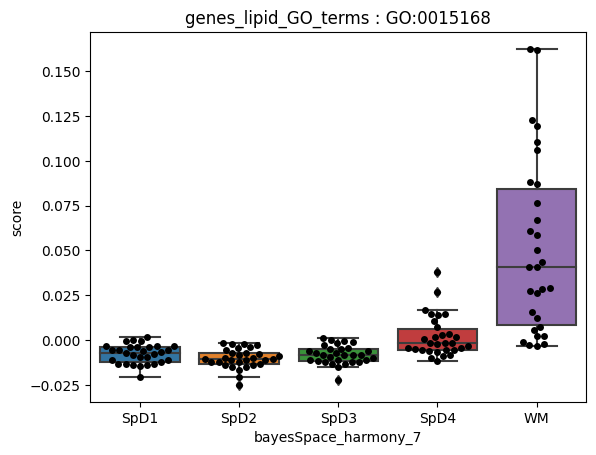 genes_lipid_GO_terms : GO:0015168
0.150
0.125
0.100
0.075
0.050
0.025
0.000
−0.025
score
SpD1 SpD2 SpD3 SpD4 WM
bayesSpace_harmony_7